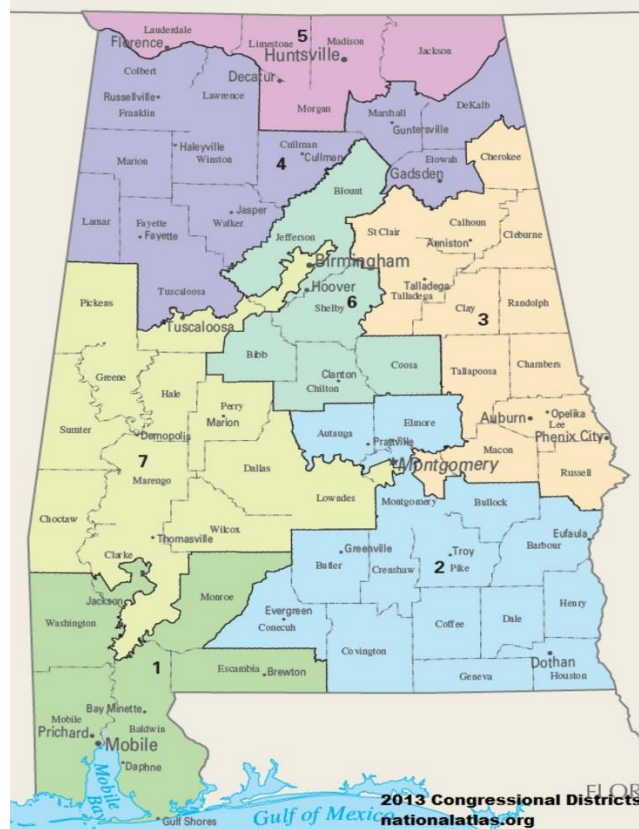 Lauderdale
Florence
Limestone
5
Madison
Huntsville
Jackson
Colbert
Decatur
Lawrence
Russellville
Franklin
Morgan
Marshall
DeKalb
Guntersville
Haleyville
Winston
Cullman
Cullman
4
Marion
Etowah
Gadsden
Cherokee
Blount
Lamar
Fayette
Fayette
Jasper
Walker
Jefferson
St Clair
Calhoun
Anniston
Cleburne
Birmingham
Hoover
Tuscaloosa
Pickens
Tuscaloosa
Shelby
6
Talladega
Talladega
Clay
3
Randolph
Bibb
Clanton
Chilton
Coosa
Tallapoosa
Chambers
Greene
Hale
Perry
Marion
Sumter
Demopolis
Autauga
Prattville
Elmore
Auburn
Opelika
Lee
Phenix City
Macon
Russell
Montgomery
7
Marengo
Dallas
Lowndes
Montgomery
Bullock
Choctaw
Wilcox
Thomasville
Clarke
Greenville
Butler
Crenshaw
2
Troy
Pike
Eufaula
Barbour
Jackson
Washington
Monroe
Evergreen
Conecuh
Coffee
Dale
Henry
Covington
Dothan
Houston
Geneva
1
Escambia
Brewton
Bay Minette
Mobile
Baldwin
Prichard
Mobile
Daphne
Mobile
Bay
Gulf Shores
Gulf of Mexico
FLOR
2013 Congressional Districts
nationalatlas.org